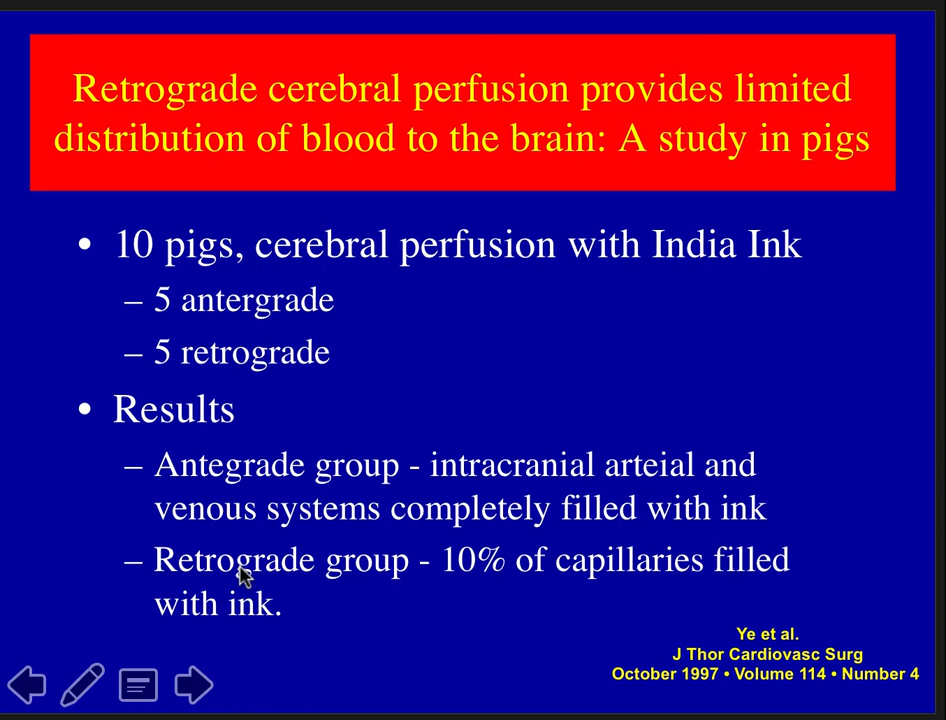 Retrograde cerebral perfusion provides limited
distribution of blood to the brain: A study in pigs
• 10 pigs, cerebral perfusion with India Ink
– 5 antergrade
– 5 retrograde
• Results
– Antegrade group - intracranial arteial and
venous systems completely filled with ink
– Retrograde group - 10% of capillaries filled
with ink.
Ye et al.
J Thor Cardiovasc Surg
October 1997 • Volume 114 • Number 4